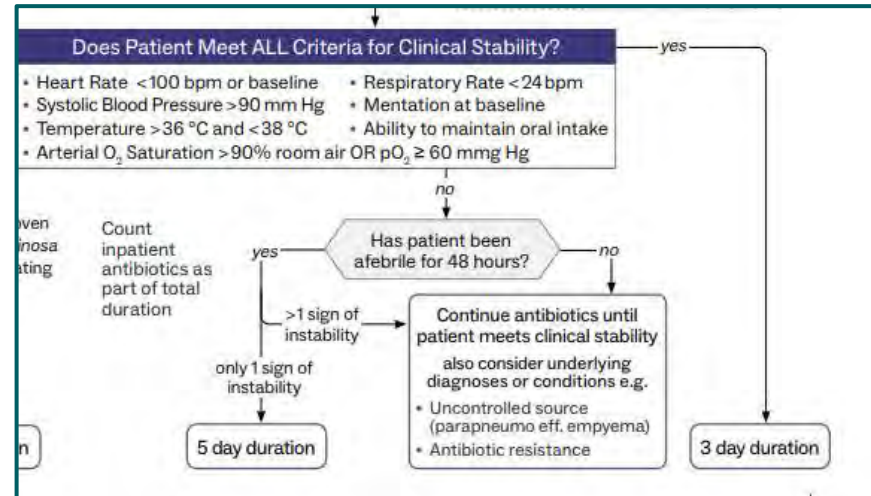 Does Patient Meet ALL Criteria for Clinical Stability?
yes
• Heart Rate <100 bpm or baseline
• Systolic Blood Pressure >90 mm Hg
• Temperature >36 °C and <38 °C
• Respiratory Rate <24 bpm
• Mentation at baseline
• Ability to maintain oral intake
• Arterial O₂ Saturation >90% room air OR pO₂ ≥ 60 mmg Hg
no
oven
inosa
ating
Count
inpatient
antibiotics as
part of total
duration
yes
Has patient been
afebrile for 48 hours?
no
>1 sign of
instability
only 1 sign of
instability
Continue antibiotics until
patient meets clinical stability
also consider underlying
diagnoses or conditions e.g.
• Uncontrolled source
(parapneumo eff. empyema)
• Antibiotic resistance
n
5 day duration
3 day duration